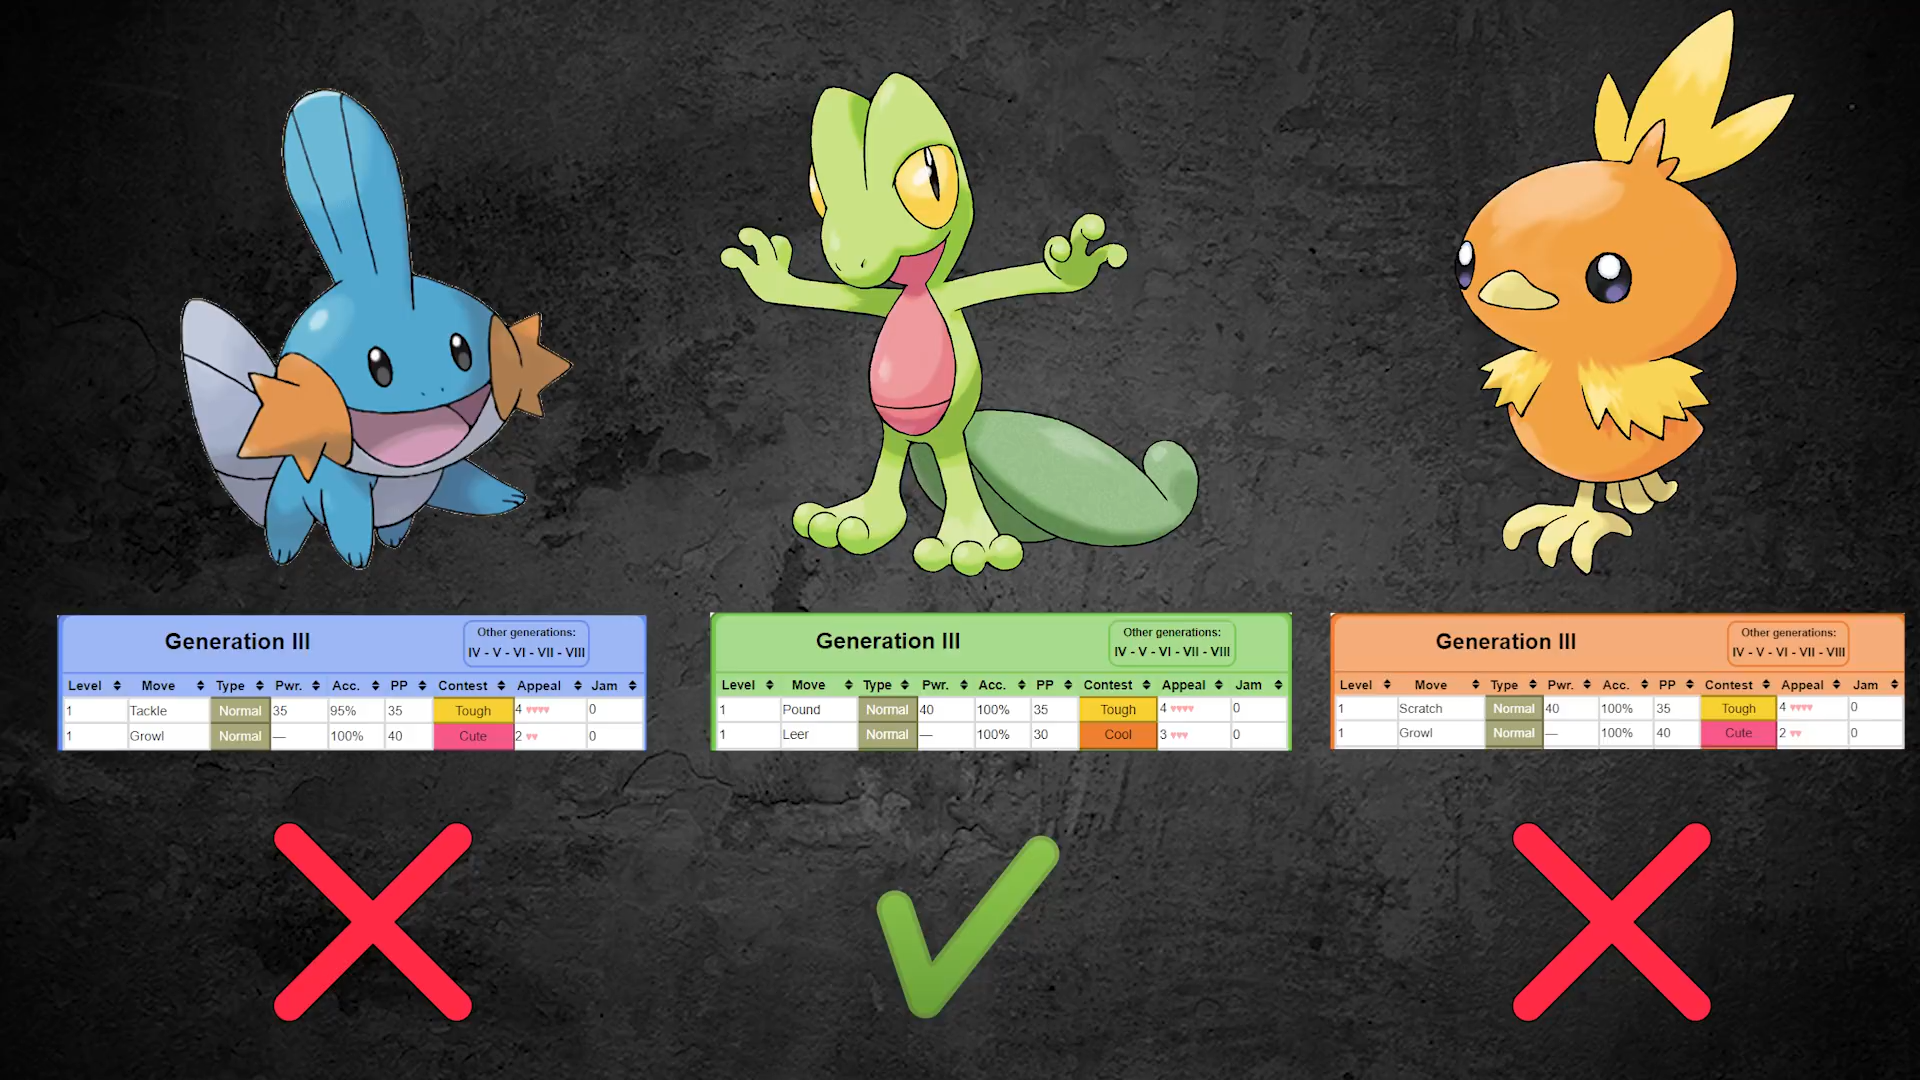 Generation III
Other generations:
IV - V - VI - VII - VIII
Level Move Type Pwr. Acc. PP Contest Appeal Jam
1 Tackle Normal 35 95% 35 Tough 4 ♥♥♥♥ 0
1 Growl Normal — 100% 40 Cute 2 ♥♥ 0
Generation III
Other generations:
IV - V - VI - VII - VIII
Level Move Type Pwr. Acc. PP Contest Appeal Jam
1 Pound Normal 40 100% 35 Tough 4 ♥♥♥♥ 0
1 Leer Normal — 100% 30 Cool 3 ♥♥♥ 0
Generation III
Other generations:
IV - V - VI - VII - VIII
Level Move Type Pwr. Acc. PP Contest Appeal Jam
1 Scratch Normal 40 100% 35 Tough 4 ♥♥♥♥ 0
1 Growl Normal — 100% 40 Cute 2 ♥♥ 0